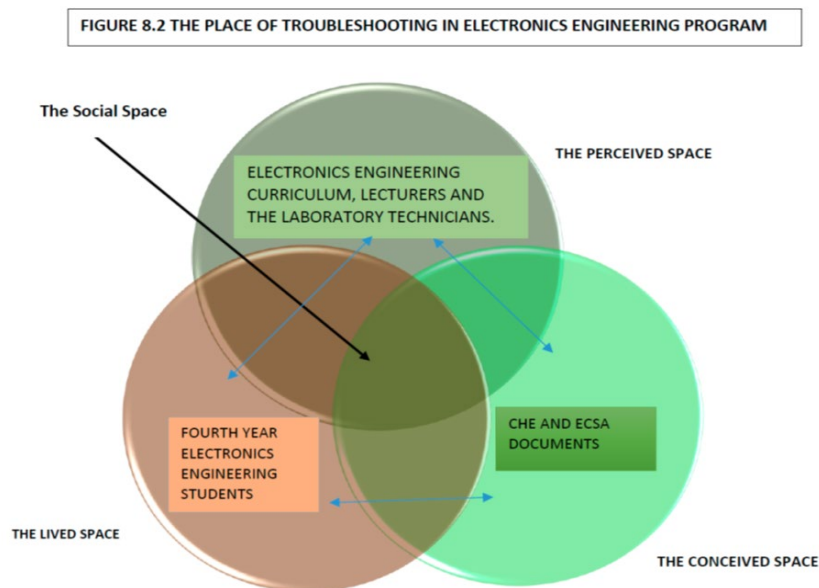 FIGURE 8.2 THE PLACE OF TROUBLESHOOTING IN ELECTRONICS ENGINEERING PROGRAM
The Social Space
THE PERCEIVED SPACE
ELECTRONICS ENGINEERING
CURRICULUM, LECTURERS AND
THE LABORATORY TECHNICIANS.
FOURTH YEAR
ELECTRONICS
ENGINEERING
STUDENTS
CHE AND ECSA
DOCUMENTS
THE LIVED SPACE
THE CONCEIVED SPACE